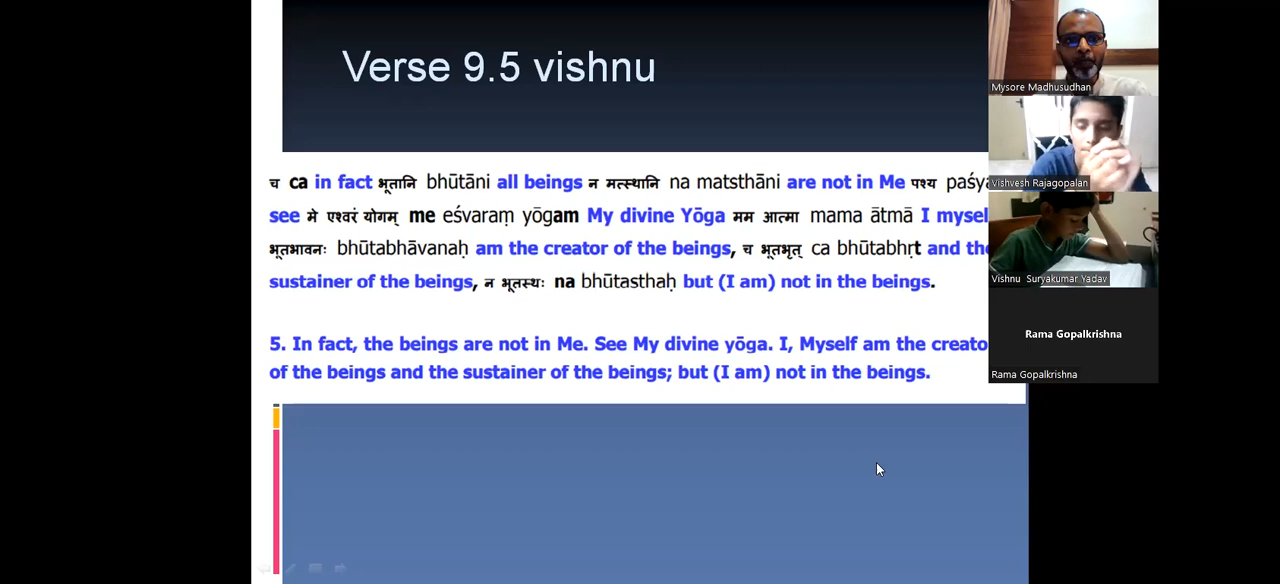 Verse 9.5 vishnu
च ca in fact भूतानि bhūtāni all beings न मत्स्थानि na matsthāni are not in Me पश्य paśy
see मे एश्वरं योगम् me eśvaraṃ yōgam My divine Yōga मम आत्मा mama ātmā I mysel
भूतभावनः bhūtabhāvanaḥ am the creator of the beings, च भूतभृत् ca bhūtabhṛt and the
sustainer of the beings, न भूतस्थः na bhūtasthaḥ but (I am) not in the beings.
5. In fact, the beings are not in Me. See My divine yōga. I, Myself am the creato
of the beings and the sustainer of the beings; but (I am) not in the beings.
Mysore Madhusudhan
Vishvesh Rajagopalan
Vishnu Suryakumar Yadav
Rama Gopalkrishna
Rama Gopalkrishna